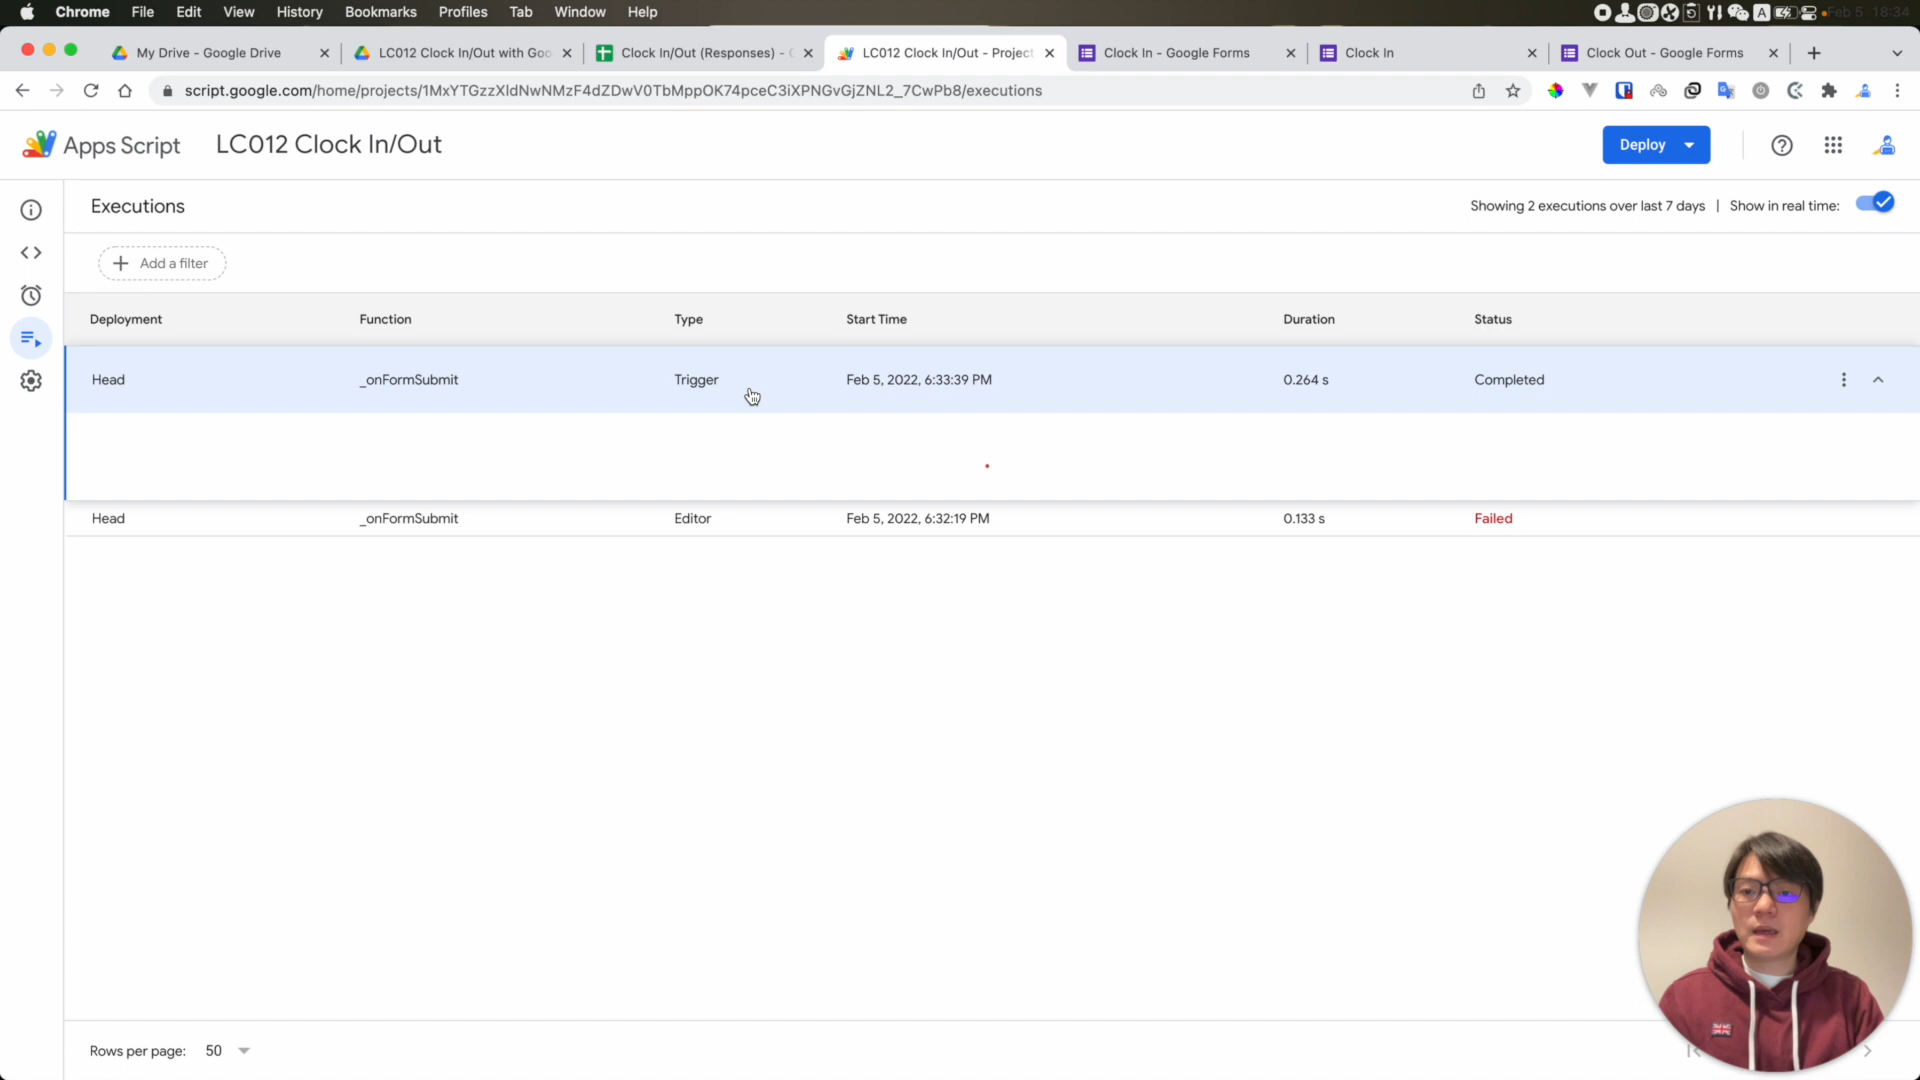 Chrome File Edit View History Bookmarks Profiles Tab Window Help A Feb 5 18:34
My Drive - Google Drive LC012 Clock In/Out with Goo Clock In/Out (Responses) - LC012 Clock In/Out - Project Clock In - Google Forms Clock In Clock Out - Google Forms
script.google.com/home/projects/1MxYTGzzXldNwNMzF4dZDwV0TbMppOK74pceC3iXPNGvGjZNL2_7CwPb8/executions
Apps Script LC012 Clock In/Out Deploy
Executions Showing 2 executions over last 7 days | Show in real time:
Add a filter
Deployment Function Type Start Time Duration Status
Head _onFormSubmit Trigger Feb 5, 2022, 6:33:39 PM 0.264 s Completed
Head _onFormSubmit Editor Feb 5, 2022, 6:32:19 PM 0.133 s Failed
Rows per page: 50